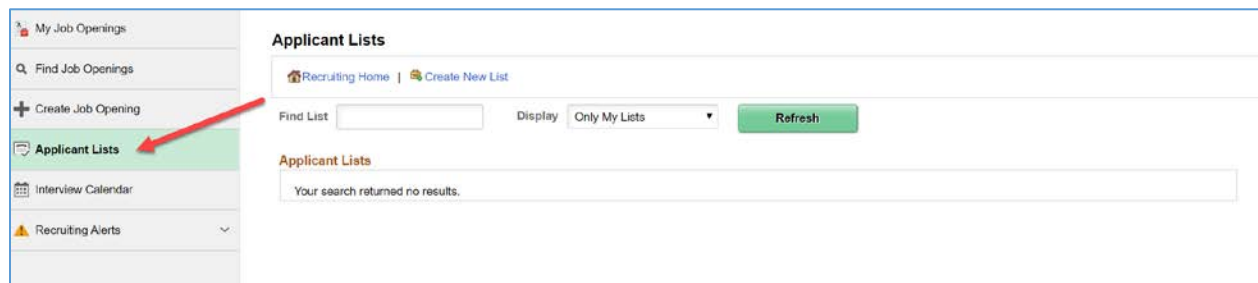 My Job Openings
Find Job Openings
Create Job Opening
Applicant Lists
Interview Calendar
Recruiting Alerts
Applicant Lists
Recruiting Home | Create New List
Find List Display Only My Lists Refresh
Applicant Lists
Your search returned no results.